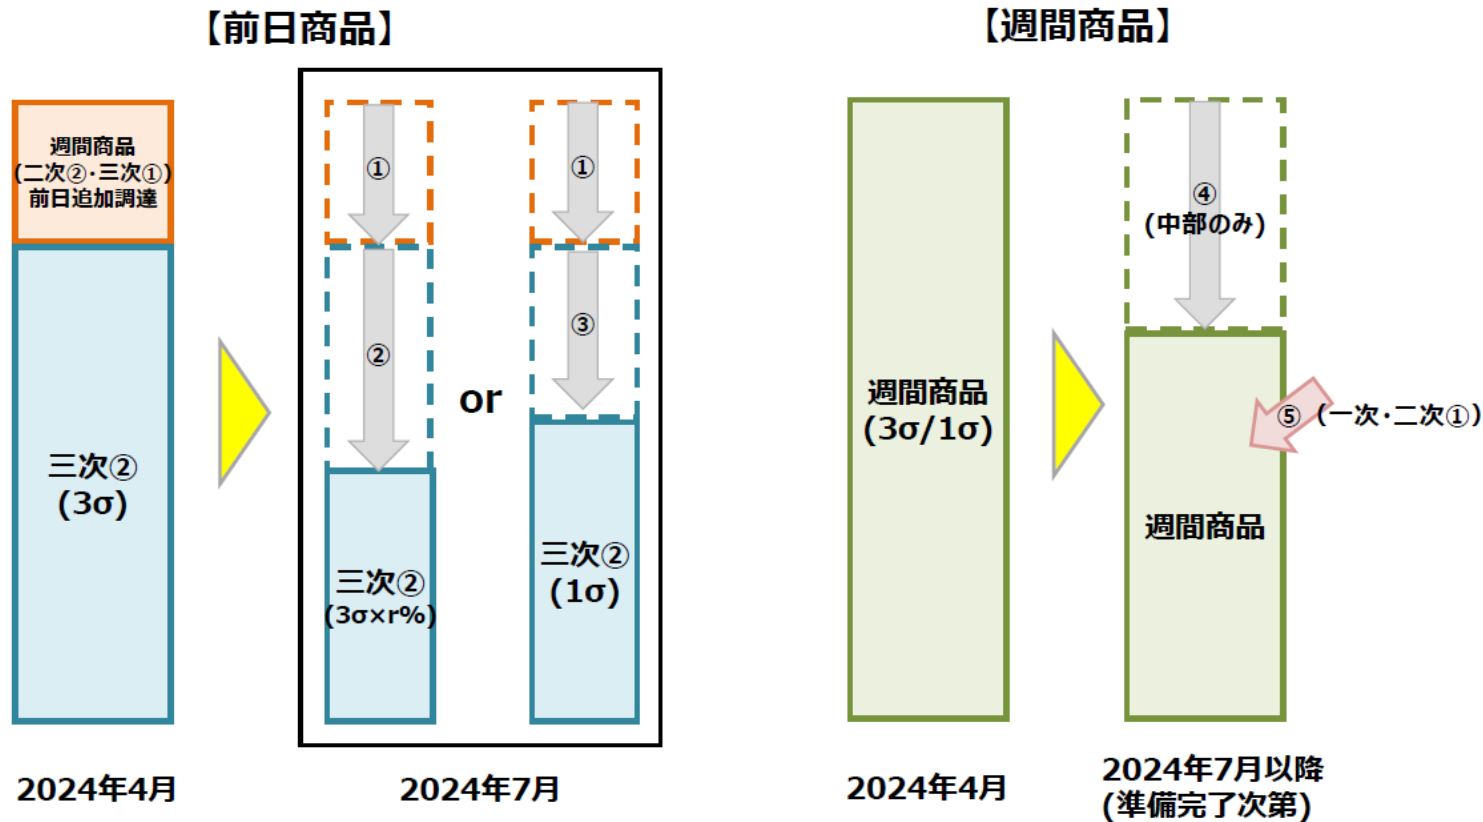 【前日商品】
週間商品
(二次②・三次①)
前日追加調達
三次②
(3σ)
①
②
三次②
(3σ×r%)
or
①
③
三次②
(1σ)
2024年4月
2024年7月
【週間商品】
週間商品
(3σ/1σ)
④
(中部のみ)
⑤ (一次・二次①)
週間商品
2024年4月
2024年7月以降
(準備完了次第)